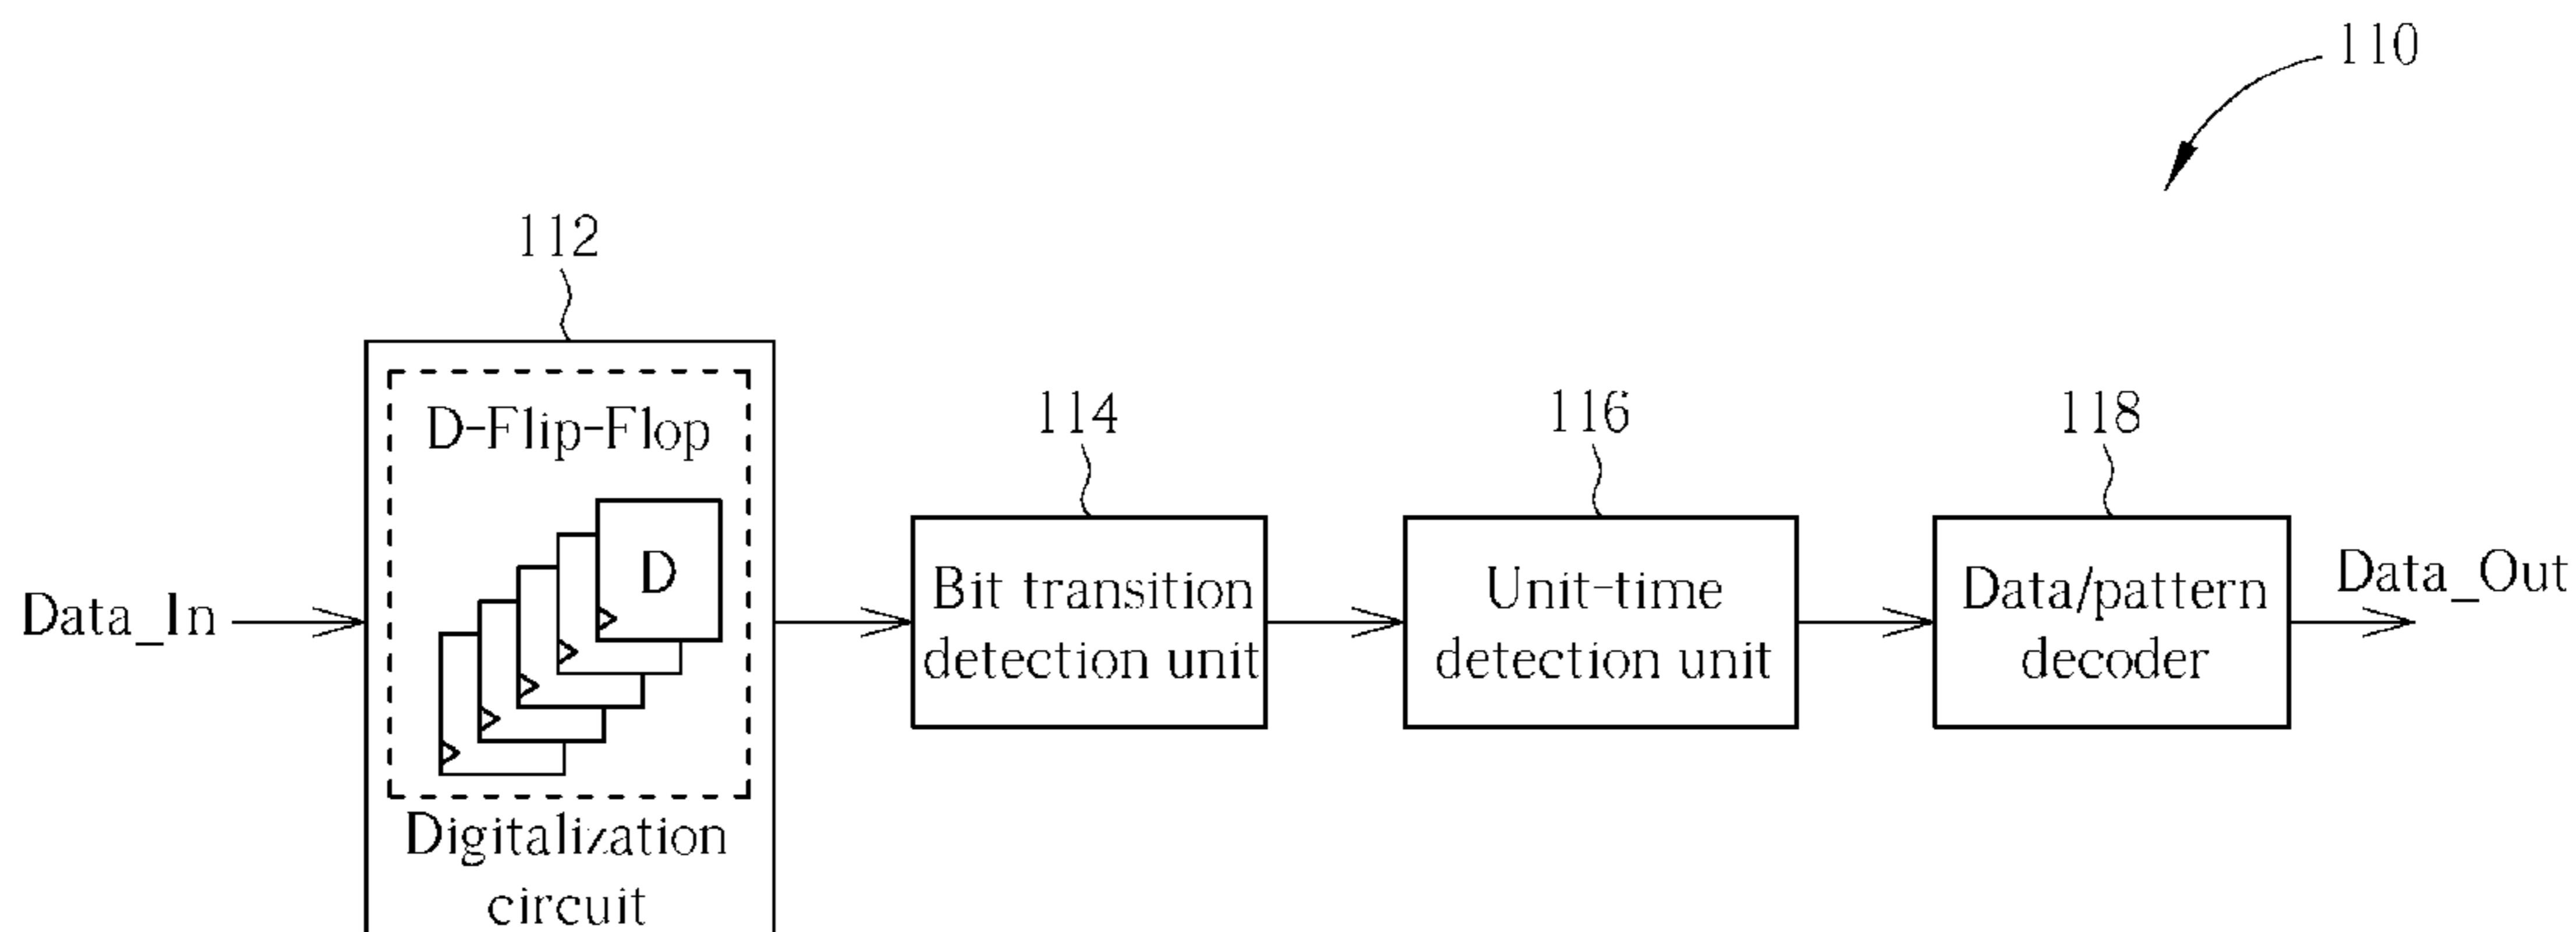 110
112
D-Flip-Flop
D
Digitalization
circuit
114
116
118
Data_In
Bit transition
detection unit
Unit-time
detection unit
Data/pattern
decoder
Data_Out